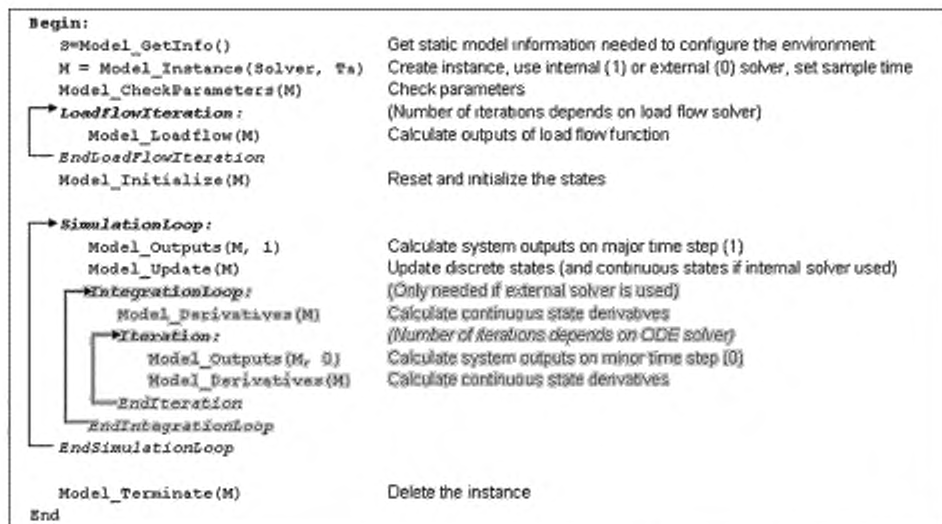 Begin:
S=Model_GetInfo() Get static model information needed to configure the environment
M = Model_Instance(Solver, Ts) Create instance, use internal (1) or external (0) solver, set sample time
Model_CheckParameters(M) Check parameters
LoadFlowIteration: (Number of iterations depends on load flow solver)
Model_Loadflow(M) Calculate outputs of load flow function
EndLoadFlowIteration
Model_Initialize(M) Reset and initialize the states
SimulationLoop:
Model_Outputs(M, 1) Calculate system outputs on major time step (1)
Model_Update(M) Update discrete states (and continuous states if internal solver used)
IntegrationLoop: (Only needed if external solver is used)
Model_Derivatives(M) Calculate continuous state derivatives
Iteration: (Number of iterations depends on ODE solver)
Model_Outputs(M, 0) Calculate system outputs on minor time step (0)
Model_Derivatives(M) Calculate continuous state derivatives
EndIteration
EndIntegrationLoop
EndSimulationLoop
Model_Terminate(M) Delete the instance
End